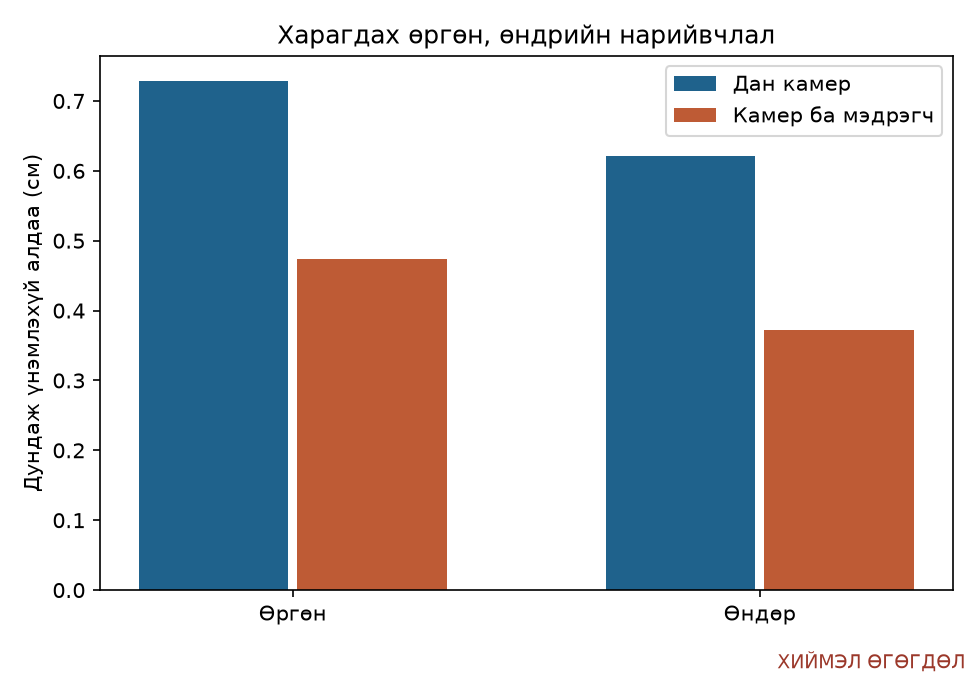 Харагдах өргөн, өндрийн нарийвчлал
Дан камер
Камер ба мэдрэгч
Дундаж үнэмлэхүй алдаа (см)
0.7
0.6
0.5
0.4
0.3
0.2
0.1
0.0
Өргөн
Өндөр
ХИЙМЭЛ ӨГӨГДӨЛ